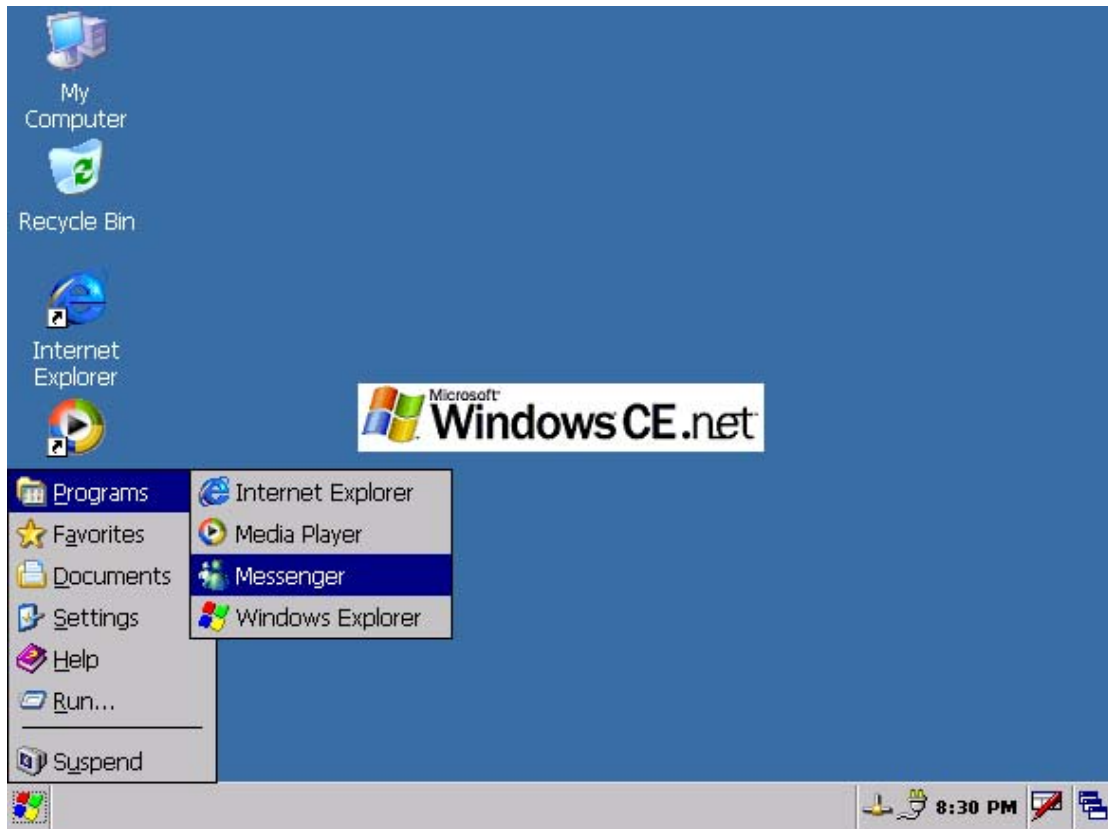 My
Computer
Recycle Bin
Internet
Explorer
Microsoft
Windows CE.net
Programs
Favorites
Documents
Settings
Help
Run...
Suspend
Internet Explorer
Media Player
Messenger
Windows Explorer
8:30 PM